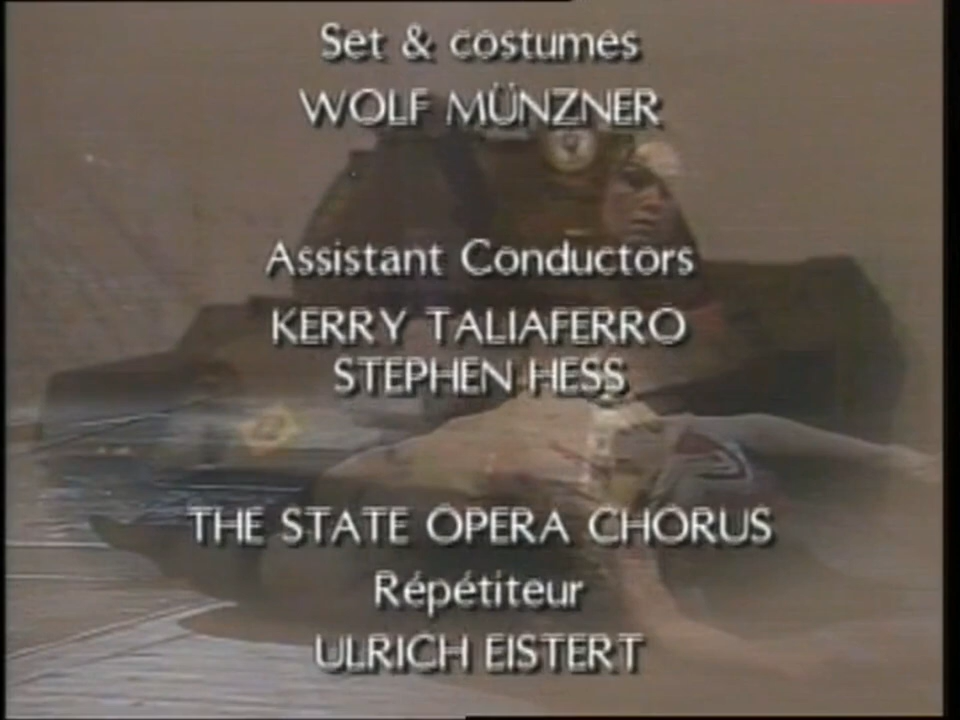 Set & costumes
WOLF MÜNZNER
Assistant Conductors
KERRY TALIAFERRO
STEPHEN HESS
THE STATE OPERA CHORUS
Répétiteur
ULRICH EISTERT